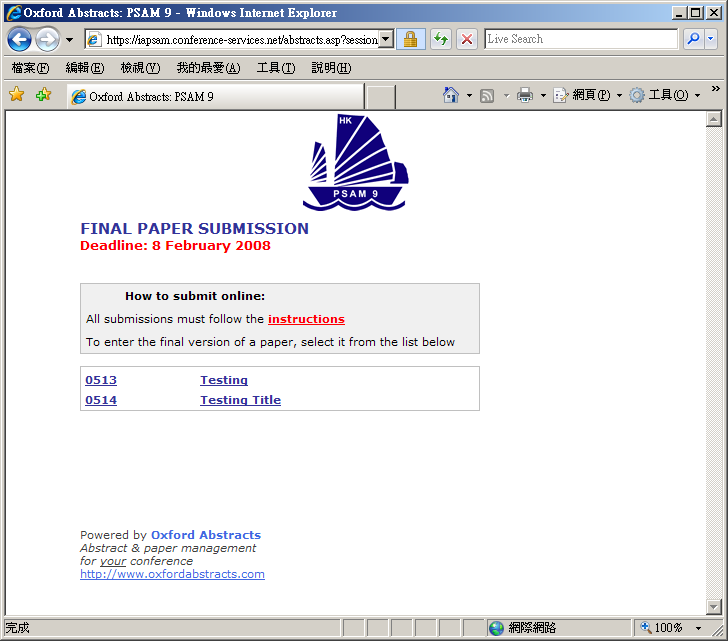 Oxford Abstracts: PSAM 9 - Windows Internet Explorer
https://iapsam.conference-services.net/abstracts.asp?session
Live Search
檔案(F) 編輯(E) 檢視(V) 我的最愛(A) 工具(T) 說明(H)
Oxford Abstracts: PSAM 9
網頁(P) 工具(O) »
HK
PSAM 9
FINAL PAPER SUBMISSION
Deadline: 8 February 2008
How to submit online:
All submissions must follow the instructions
To enter the final version of a paper, select it from the list below
0513 Testing
0514 Testing Title
Powered by Oxford Abstracts
Abstract & paper management
for your conference
http://www.oxfordabstracts.com
完成 網際網路 100%